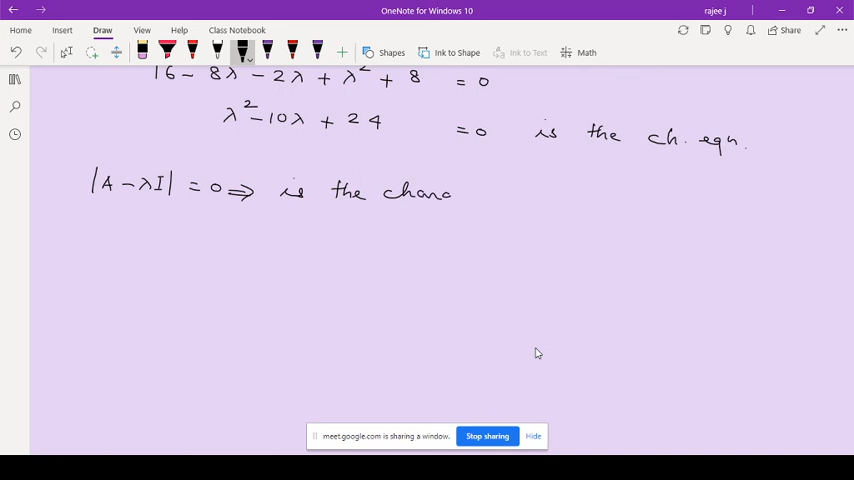 OneNote for Windows 10
rajee j
Home Insert Draw View Help Class Notebook
Share
Shapes Ink to Shape Ink to Text Math
16 - 8λ - 2λ + λ² + 8 = 0
λ² - 10λ + 24 = 0 is the ch. eqn.
|A - λI| = 0 ⇒ is the charac
meet.google.com is sharing a window. Stop sharing Hide